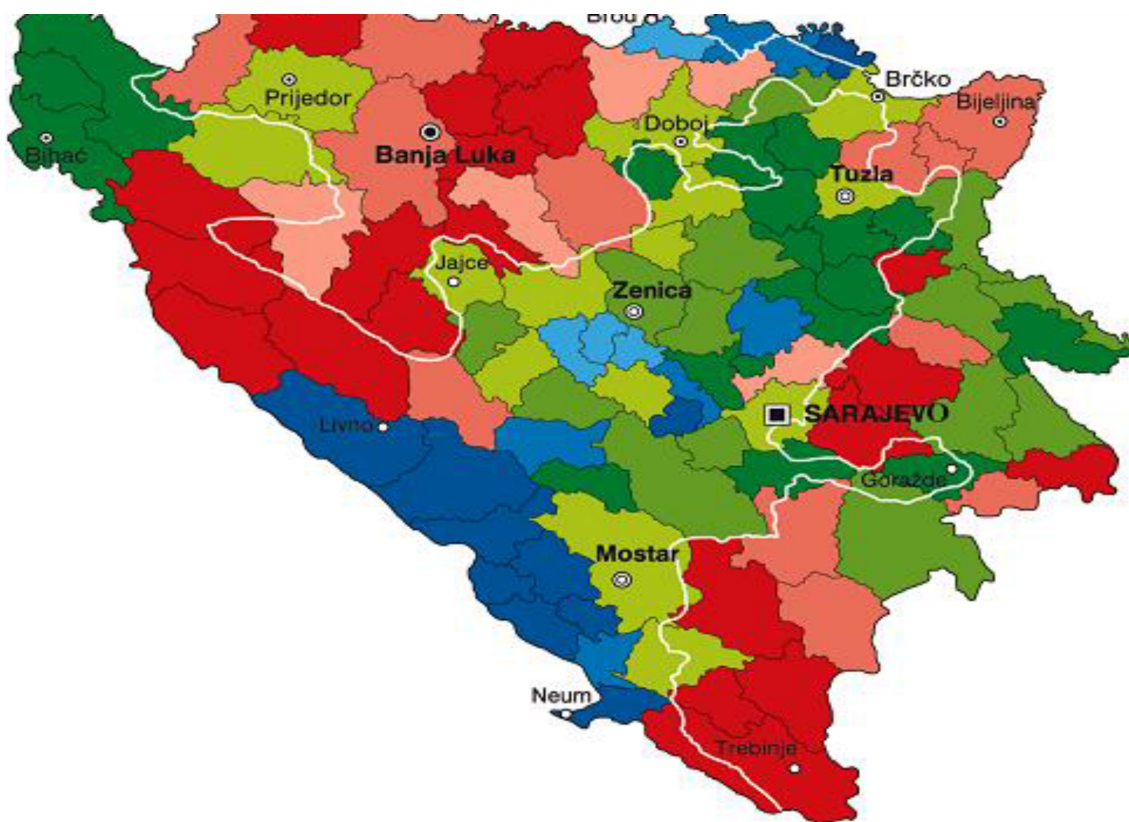 Brčko
Prijedor
Bijeljina
Doboj
Bihać
Banja Luka
Tuzla
Jajce
Zenica
SARAJEVO
Livno
Goražde
Mostar
Neum
Trebinje